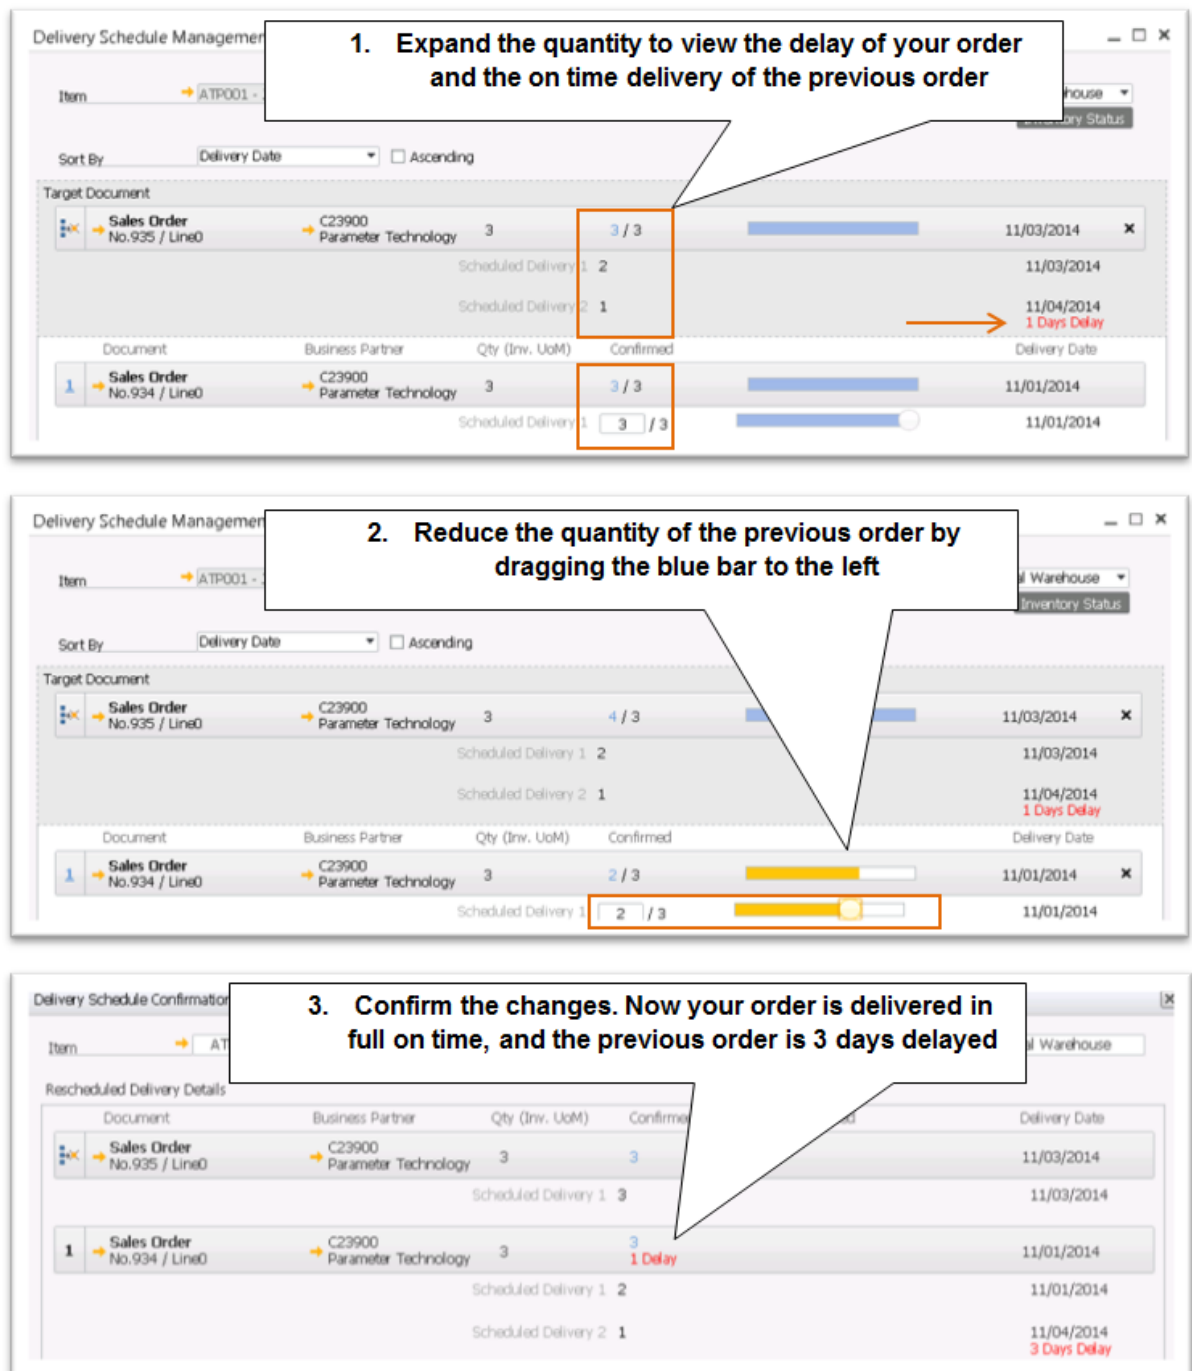 Delivery Schedule Managemen
1. Expand the quantity to view the delay of your order
and the on time delivery of the previous order
Item ATP001 -
house
Inventory Status
Sort By Delivery Date Ascending
Target Document
Sales Order C23900 3 3 / 3 11/03/2014
No.935 / Line0 Parameter Technology
Scheduled Delivery 1 2 11/03/2014
Scheduled Delivery 2 1 11/04/2014
1 Days Delay
Document Business Partner Qty (Inv. UoM) Confirmed Delivery Date
1 Sales Order C23900 3 3 / 3 11/01/2014
No.934 / Line0 Parameter Technology
Scheduled Delivery 1 3 / 3 11/01/2014
Delivery Schedule Managemen
2. Reduce the quantity of the previous order by
dragging the blue bar to the left
Item ATP001 - l Warehouse
Inventory Status
Sort By Delivery Date Ascending
Target Document
Sales Order C23900 3 4 / 3 11/03/2014
No.935 / Line0 Parameter Technology
Scheduled Delivery 1 2 11/03/2014
Scheduled Delivery 2 1 11/04/2014
1 Days Delay
Document Business Partner Qty (Inv. UoM) Confirmed Delivery Date
1 Sales Order C23900 3 2 / 3 11/01/2014
No.934 / Line0 Parameter Technology
Scheduled Delivery 1 2 / 3 11/01/2014
Delivery Schedule Confirmation
3. Confirm the changes. Now your order is delivered in
full on time, and the previous order is 3 days delayed
Item AT al Warehouse
Rescheduled Delivery Details
Document Business Partner Qty (Inv. UoM) Confirmed Delivery Date
Sales Order C23900 3 3 11/03/2014
No.935 / Line0 Parameter Technology
Scheduled Delivery 1 3 11/03/2014
1 Sales Order C23900 3 3 11/01/2014
No.934 / Line0 Parameter Technology 1 Delay
Scheduled Delivery 1 2 11/01/2014
Scheduled Delivery 2 1 11/04/2014
3 Days Delay